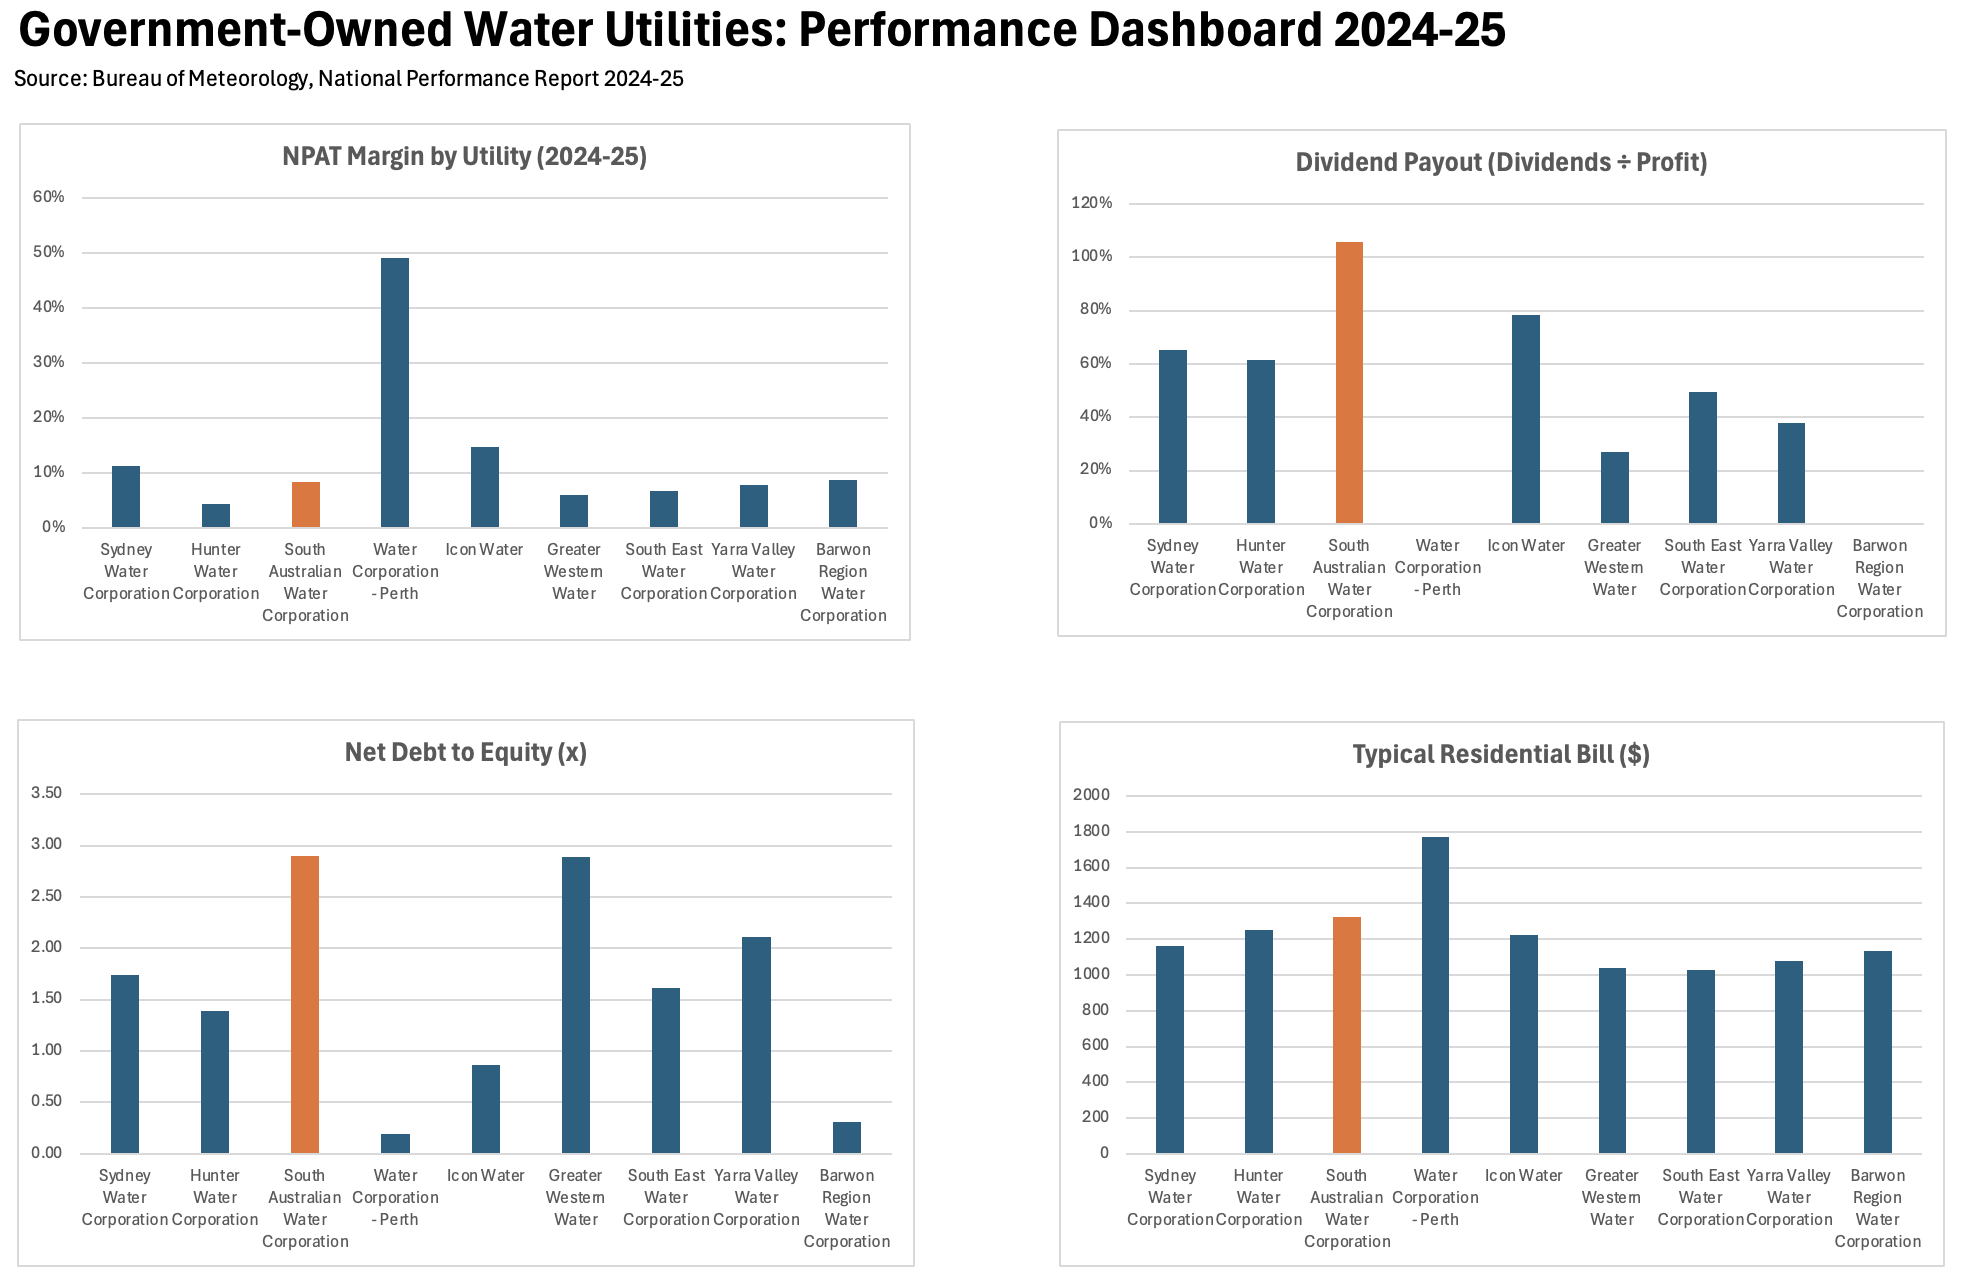 Government-Owned Water Utilities: Performance Dashboard 2024-25
Source: Bureau of Meteorology, National Performance Report 2024-25
NPAT Margin by Utility (2024-25)
60%
50%
40%
30%
20%
10%
0%
Sydney Water Corporation
Hunter Water Corporation
South Australian Water Corporation
Water Corporation - Perth
Icon Water
Greater Western Water
South East Water Corporation
Yarra Valley Water Corporation
Barwon Region Water Corporation
Dividend Payout (Dividends ÷ Profit)
120%
100%
80%
60%
40%
20%
0%
Sydney Water Corporation
Hunter Water Corporation
South Australian Water Corporation
Water Corporation - Perth
Icon Water
Greater Western Water
South East Water Corporation
Yarra Valley Water Corporation
Barwon Region Water Corporation
Net Debt to Equity (x)
3.50
3.00
2.50
2.00
1.50
1.00
0.50
0.00
Sydney Water Corporation
Hunter Water Corporation
South Australian Water Corporation
Water Corporation - Perth
Icon Water
Greater Western Water
South East Water Corporation
Yarra Valley Water Corporation
Barwon Region Water Corporation
Typical Residential Bill ($)
2000
1800
1600
1400
1200
1000
800
600
400
200
0
Sydney Water Corporation
Hunter Water Corporation
South Australian Water Corporation
Water Corporation - Perth
Icon Water
Greater Western Water
South East Water Corporation
Yarra Valley Water Corporation
Barwon Region Water Corporation